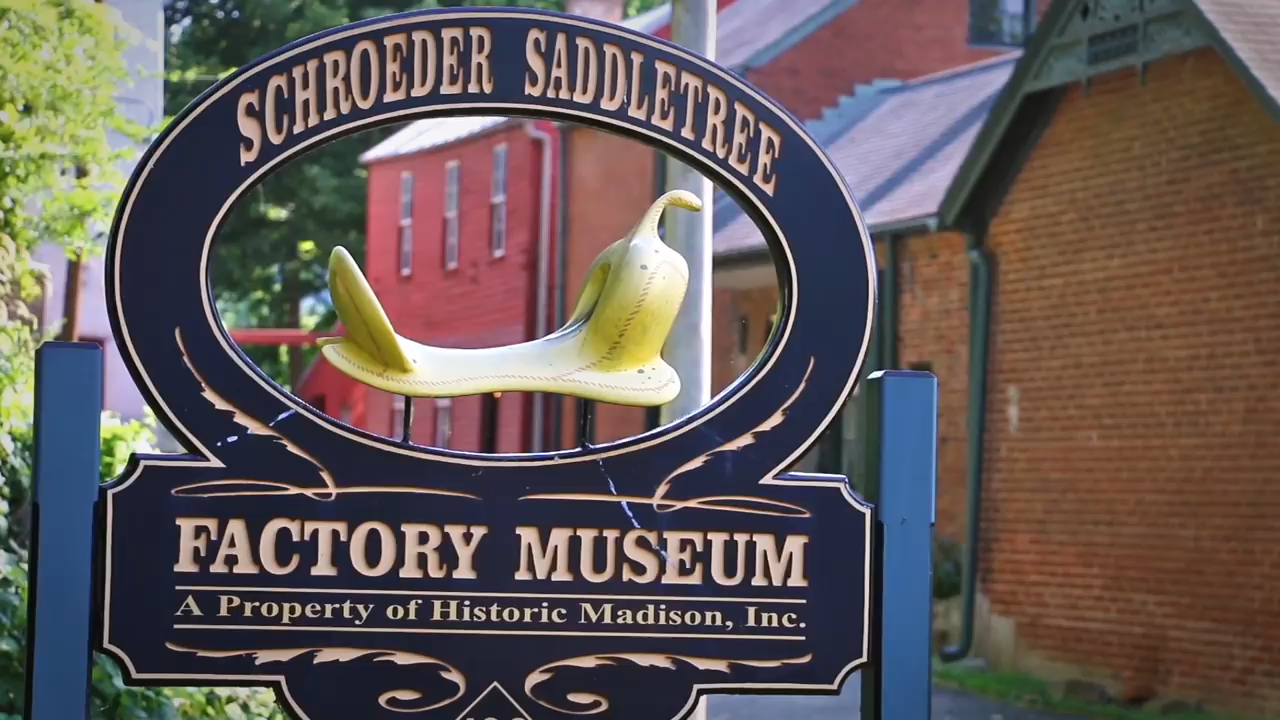 SCHROEDER SADDLETREE
FACTORY MUSEUM
A Property of Historic Madison, Inc.